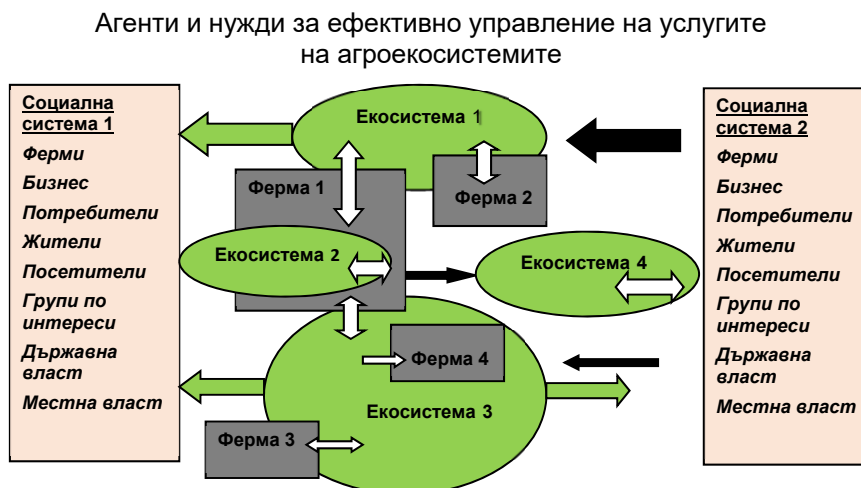 Агенти и нужди за ефективно управление на услугите
на агроекосистемите
Социална
система 1
Ферми
Бизнес
Потребители
Жители
Посетители
Групи по
интереси
Държавна
власт
Местна власт
Екосистема 1
Ферма 1
Ферма 2
Екосистема 2
Екосистема 4
Ферма 4
Екосистема 3
Ферма 3
Социална
система 2
Ферми
Бизнес
Потребители
Жители
Посетители
Групи по
интереси
Държавна
власт
Местна власт